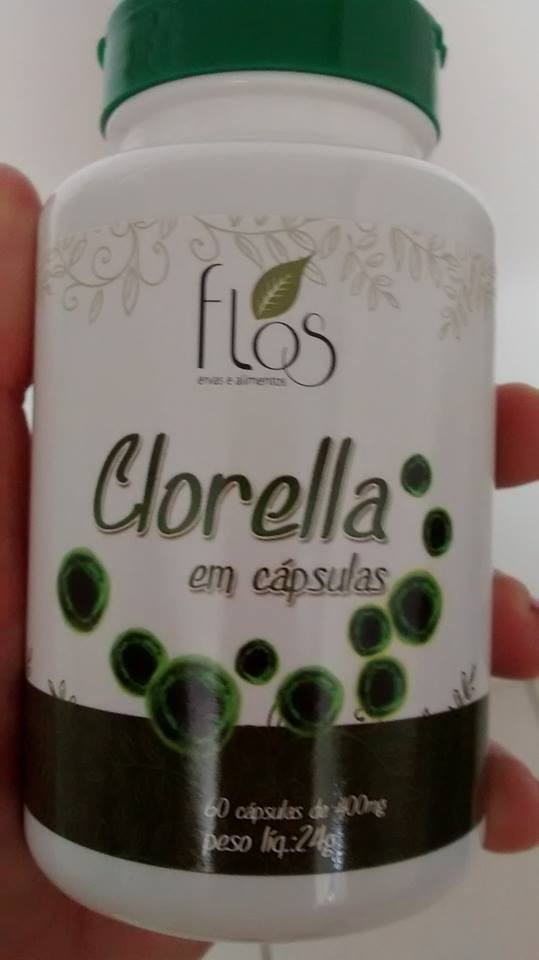 flos
ervas e alimentos
Clorella
em cápsulas
60 cápsulas de 400mg
peso líq.:24g